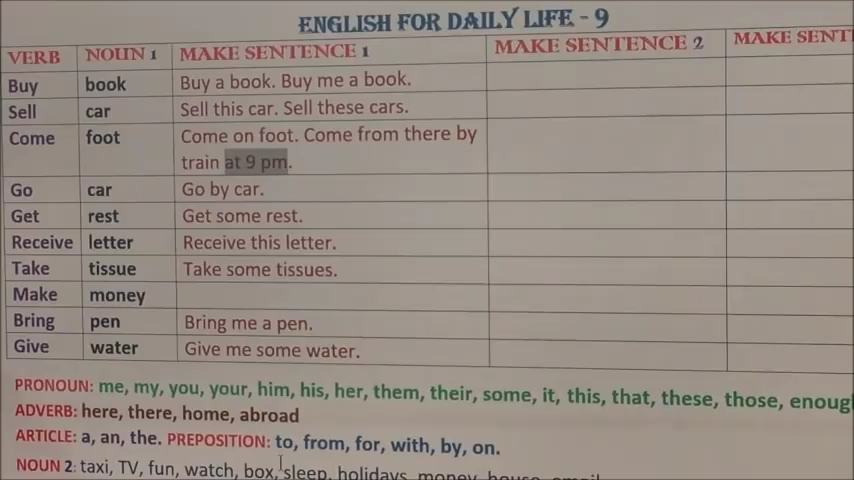 ENGLISH FOR DAILY LIFE - 9
VERB NOUN 1 MAKE SENTENCE 1 MAKE SENTENCE 2 MAKE
Buy book Buy a book. Buy me a book.
Sell car Sell this car. Sell these cars.
Come foot Come on foot. Come from there by
train at 9 pm.
Go car Go by car.
Get rest Get some rest.
Receive letter Receive this letter.
Take tissue Take some tissues.
Make money
Bring pen Bring me a pen.
Give water Give me some water.
PRONOUN: me, my, you, your, him, his, her, them, their, some, it, this, that, these, those,
ADVERB: here, there, home, abroad
ARTICLE: a, an, the. PREPOSITION: to, from, for, with, by, on.
NOUN 2: taxi, TV, fun, watch, box, sleep, holidays, money, house, email